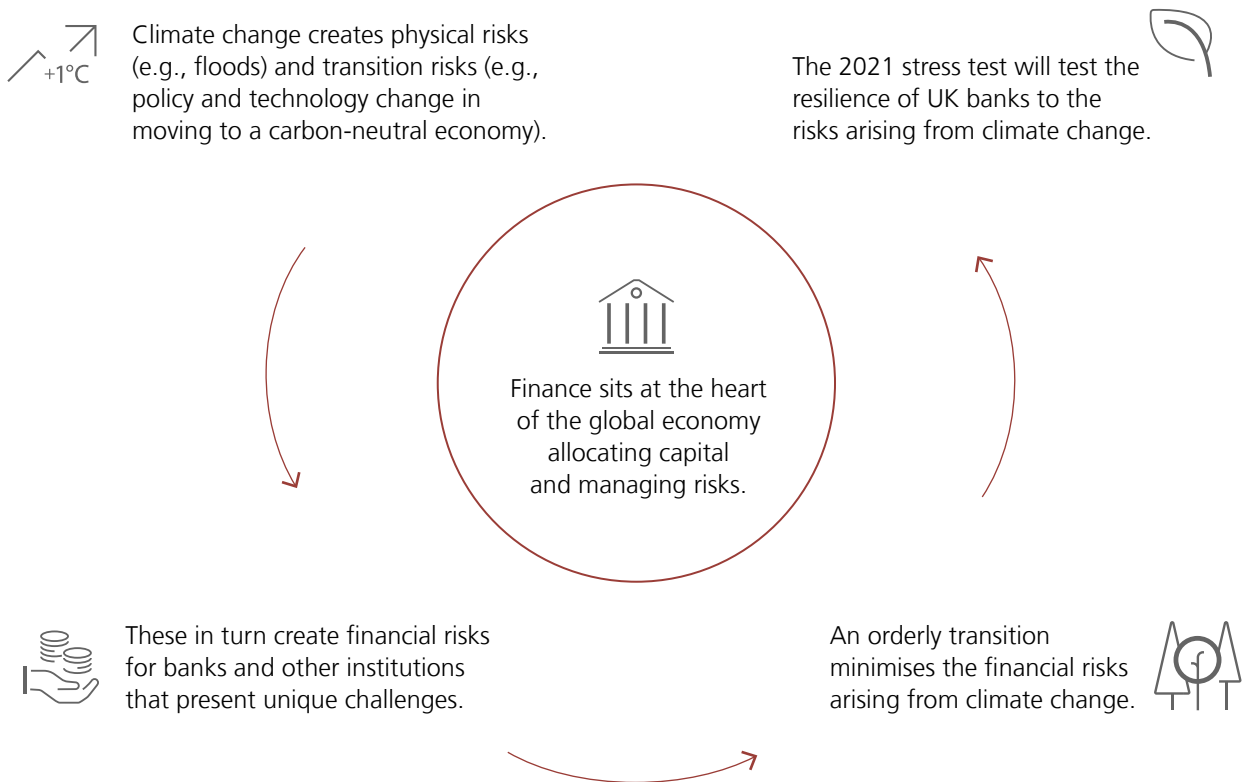 +1°C
Climate change creates physical risks
(e.g., floods) and transition risks (e.g.,
policy and technology change in
moving to a carbon-neutral economy).
The 2021 stress test will test the
resilience of UK banks to the
risks arising from climate change.
Finance sits at the heart
of the global economy
allocating capital
and managing risks.
These in turn create financial risks
for banks and other institutions
that present unique challenges.
An orderly transition
minimises the financial risks
arising from climate change.